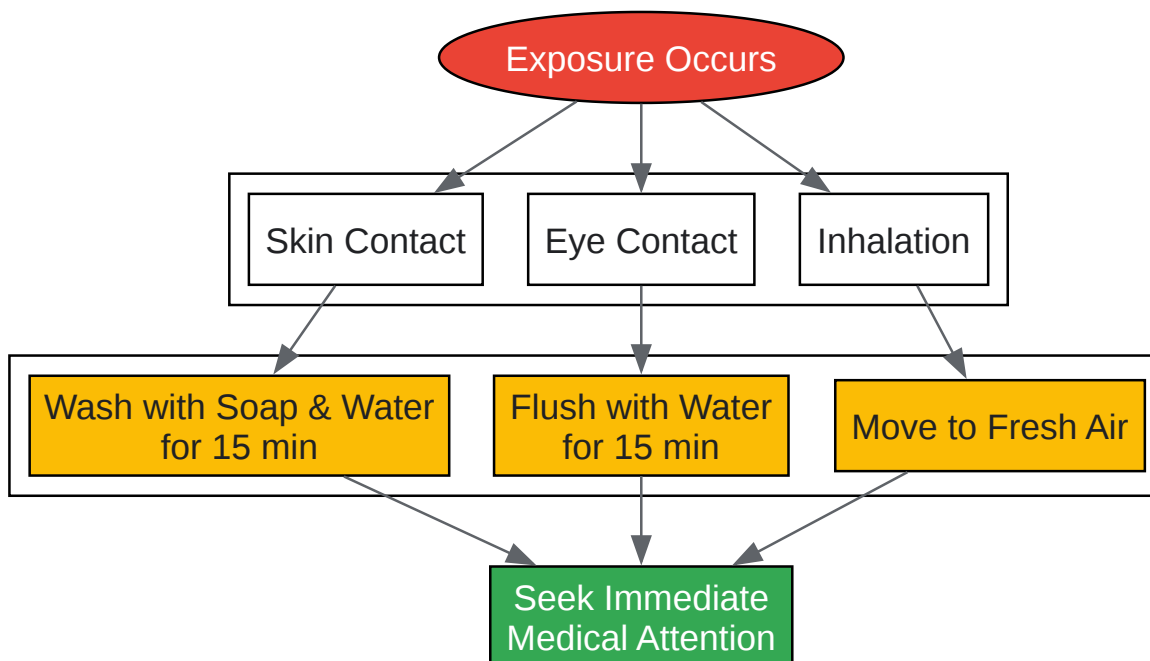 Exposure Occurs
Skin Contact
Eye Contact
Inhalation
Wash with Soap & Water
for 15 min
Flush with Water
for 15 min
Move to Fresh Air
Seek Immediate
Medical Attention